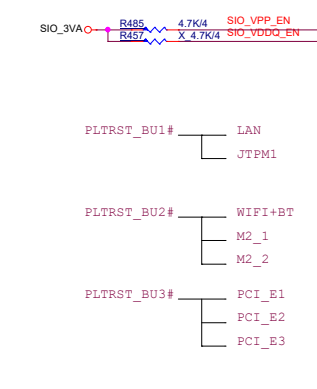 SIO_3VA R485 4.7K/4 SIO_VPP_EN
R457 X_4.7K/4 SIO_VDDQ_EN
PLTRST_BU1# LAN
JTPM1
PLTRST_BU2# WIFI+BT
M2_1
M2_2
PLTRST_BU3# PCI_E1
PCI_E2
PCI_E3